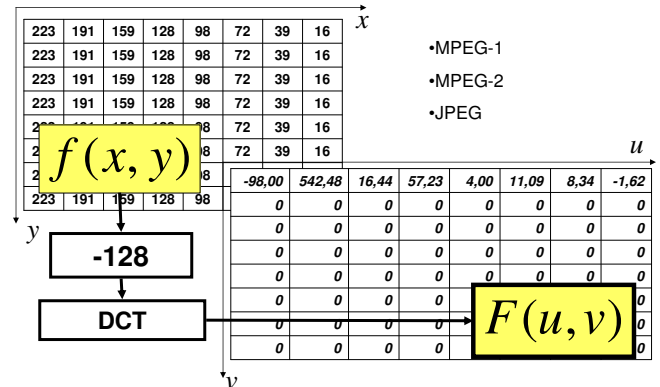 x
223 191 159 128 98 72 39 16
223 191 159 128 98 72 39 16
223 191 159 128 98 72 39 16
223 191 159 128 98 72 39 16
98 72 39 16
98 72 39 16
223 191 159 128 98
f(x, y)
y
•MPEG-1
•MPEG-2
•JPEG
-128
DCT
u
-98,00 542,48 16,44 57,23 4,00 11,09 8,34 -1,62
0 0 0 0 0 0 0 0
0 0 0 0 0 0 0 0
0 0 0 0 0 0 0 0
0 0 0 0 0 0 0 0
0 0 0 0
0 0 0 0 0
0 0 0 0 0
F(u,v)
v